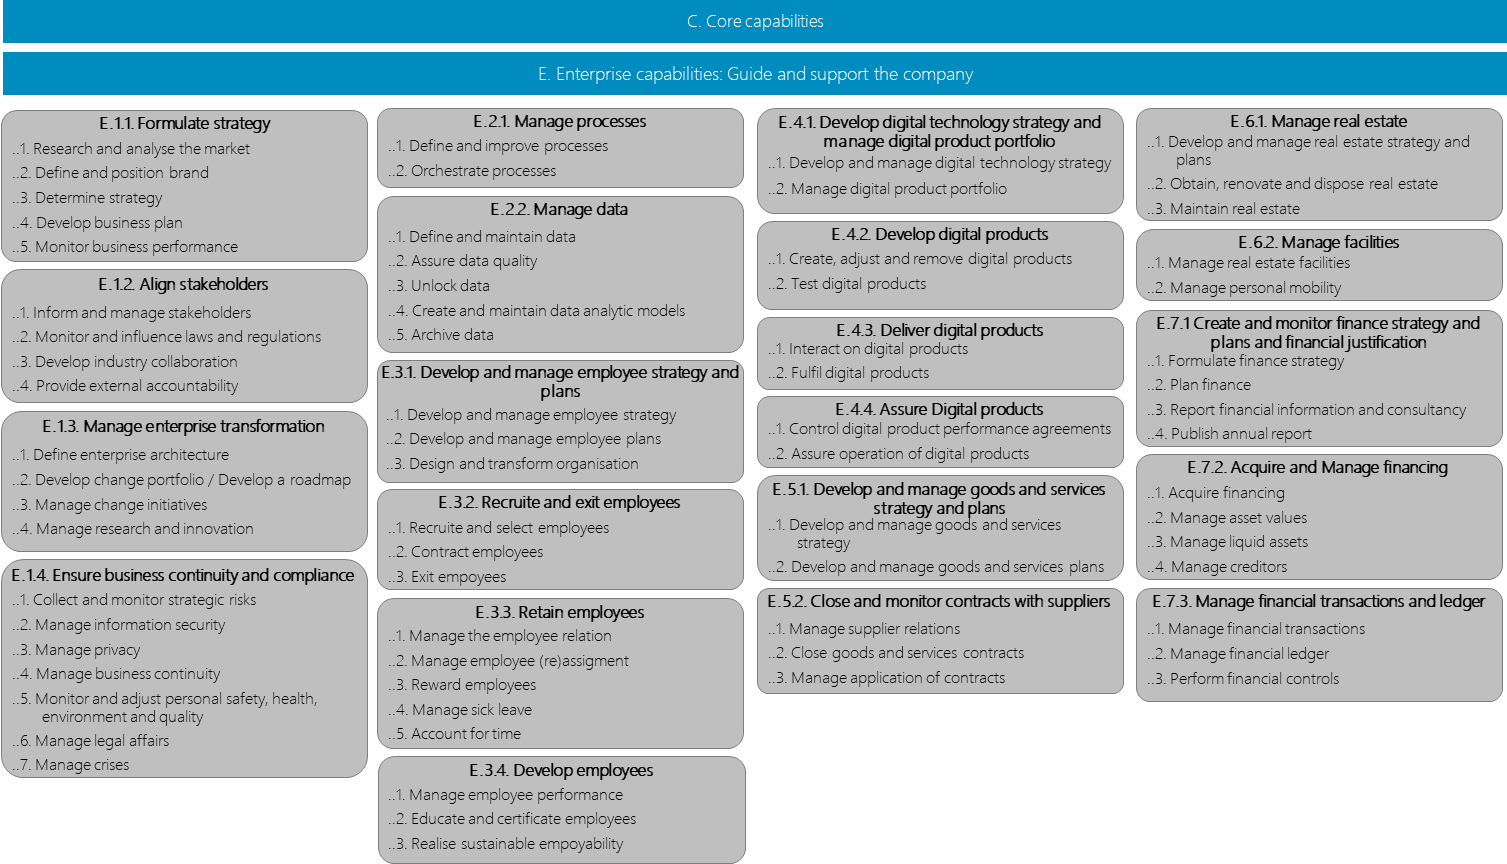 C. Core capabilities
E. Enterprise capabilities: Guide and support the company
E.1.1. Formulate strategy
..1. Research and analyse the market
..2. Define and position brand
..3. Determine strategy
..4. Develop business plan
..5. Monitor business performance
E.1.2. Align stakeholders
..1. Inform and manage stakeholders
..2. Monitor and influence laws and regulations
..3. Develop industry collaboration
..4. Provide external accountability
E.1.3. Manage enterprise transformation
..1. Define enterprise architecture
..2. Develop change portfolio / Develop a roadmap
..3. Manage change initiatives
..4. Manage research and innovation
E.1.4. Ensure business continuity and compliance
..1. Collect and monitor strategic risks
..2. Manage information security
..3. Manage privacy
..4. Manage business continuity
..5. Monitor and adjust personal safety, health,
environment and quality
..6. Manage legal affairs
..7. Manage crises
E.2.1. Manage processes
..1. Define and improve processes
..2. Orchestrate processes
E.2.2. Manage data
..1. Define and maintain data
..2. Assure data quality
..3. Unlock data
..4. Create and maintain data analytic models
..5. Archive data
E.3.1. Develop and manage employee strategy and
plans
..1. Develop and manage employee strategy
..2. Develop and manage employee plans
..3. Design and transform organisation
E.3.2. Recruite and exit employees
..1. Recruite and select employees
..2. Contract employees
..3. Exit empoyees
E.3.3. Retain employees
..1. Manage the employee relation
..2. Manage employee (re)assigment
..3. Reward employees
..4. Manage sick leave
..5. Account for time
E.3.4. Develop employees
..1. Manage employee performance
..2. Educate and certificate employees
..3. Realise sustainable empoyability
E.4.1. Develop digital technology strategy and
manage digital product portfolio
..1. Develop and manage digital technology strategy
..2. Manage digital product portfolio
E.4.2. Develop digital products
..1. Create, adjust and remove digital products
..2. Test digital products
E.4.3. Deliver digital products
..1. Interact on digital products
..2. Fulfil digital products
E.4.4. Assure Digital products
..1. Control digital product performance agreements
..2. Assure operation of digital products
E.5.1. Develop and manage goods and services
strategy and plans
..1. Develop and manage goods and services
strategy
..2. Develop and manage goods and services plans
E.5.2. Close and monitor contracts with suppliers
..1. Manage supplier relations
..2. Close goods and services contracts
..3. Manage application of contracts
E.6.1. Manage real estate
..1. Develop and manage real estate strategy and
plans
..2. Obtain, renovate and dispose real estate
..3. Maintain real estate
E.6.2. Manage facilities
..1. Manage real estate facilities
..2. Manage personal mobility
E.7.1 Create and monitor finance strategy and
plans and financial justification
..1. Formulate finance strategy
..2. Plan finance
..3. Report financial information and consultancy
..4. Publish annual report
E.7.2. Acquire and Manage financing
..1. Acquire financing
..2. Manage asset values
..3. Manage liquid assets
..4. Manage creditors
E.7.3. Manage financial transactions and ledger
..1. Manage financial transactions
..2. Manage financial ledger
..3. Perform financial controls